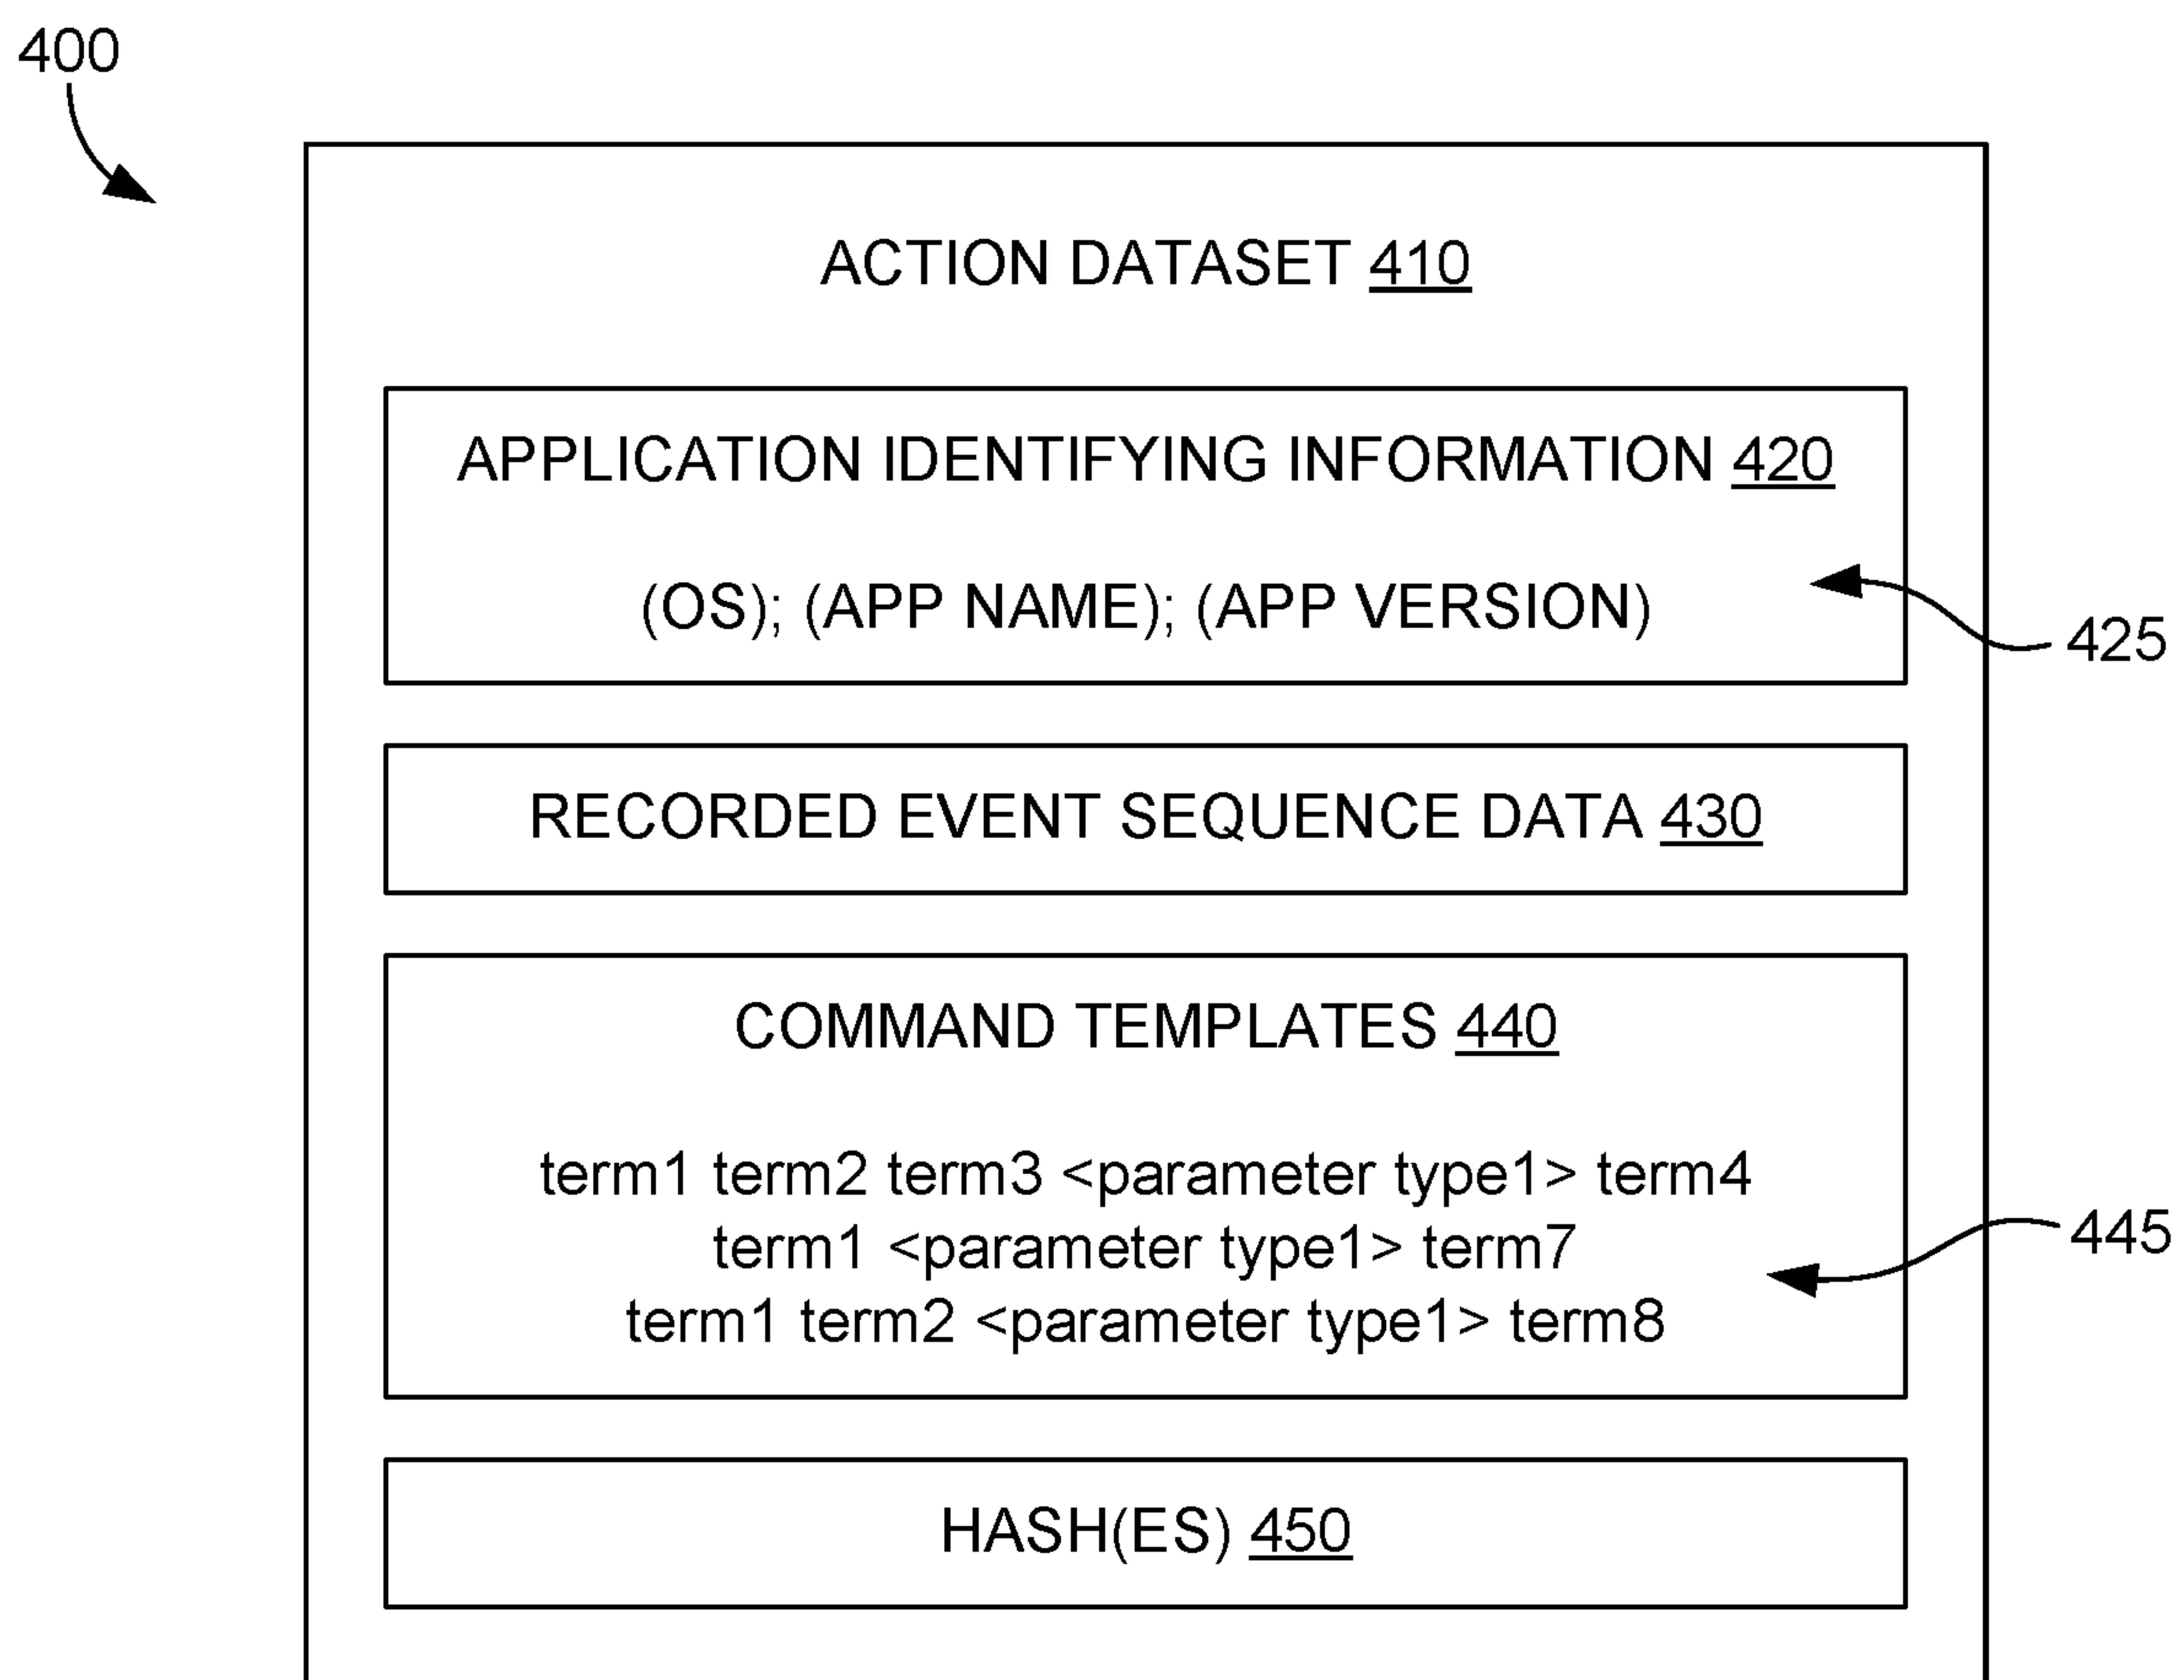 400
ACTION DATASET 410
APPLICATION IDENTIFYING INFORMATION 420
(OS); (APP NAME); (APP VERSION)
425
RECORDED EVENT SEQUENCE DATA 430
COMMAND TEMPLATES 440
term1 term2 term3 <parameter type1> term4
term1 <parameter type1> term7
445
term1 term2 <parameter type1> term8
HASH(ES) 450